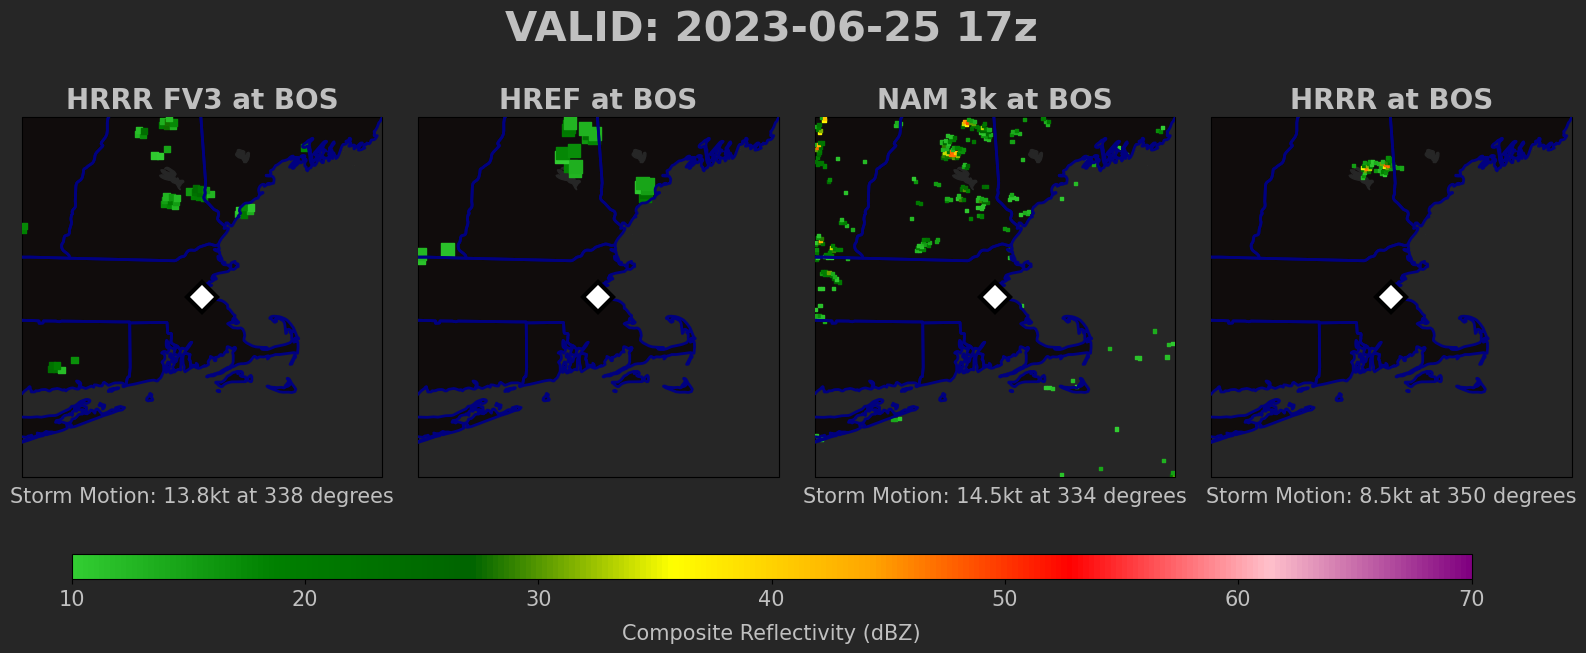 VALID: 2023-06-25 17z
HRRR FV3 at BOS
HREF at BOS
NAM 3k at BOS
HRRR at BOS
Storm Motion: 13.8kt at 338 degrees
Storm Motion: 14.5kt at 334 degrees
Storm Motion: 8.5kt at 350 degrees
10 20 30 40 50 60 70
Composite Reflectivity (dBZ)